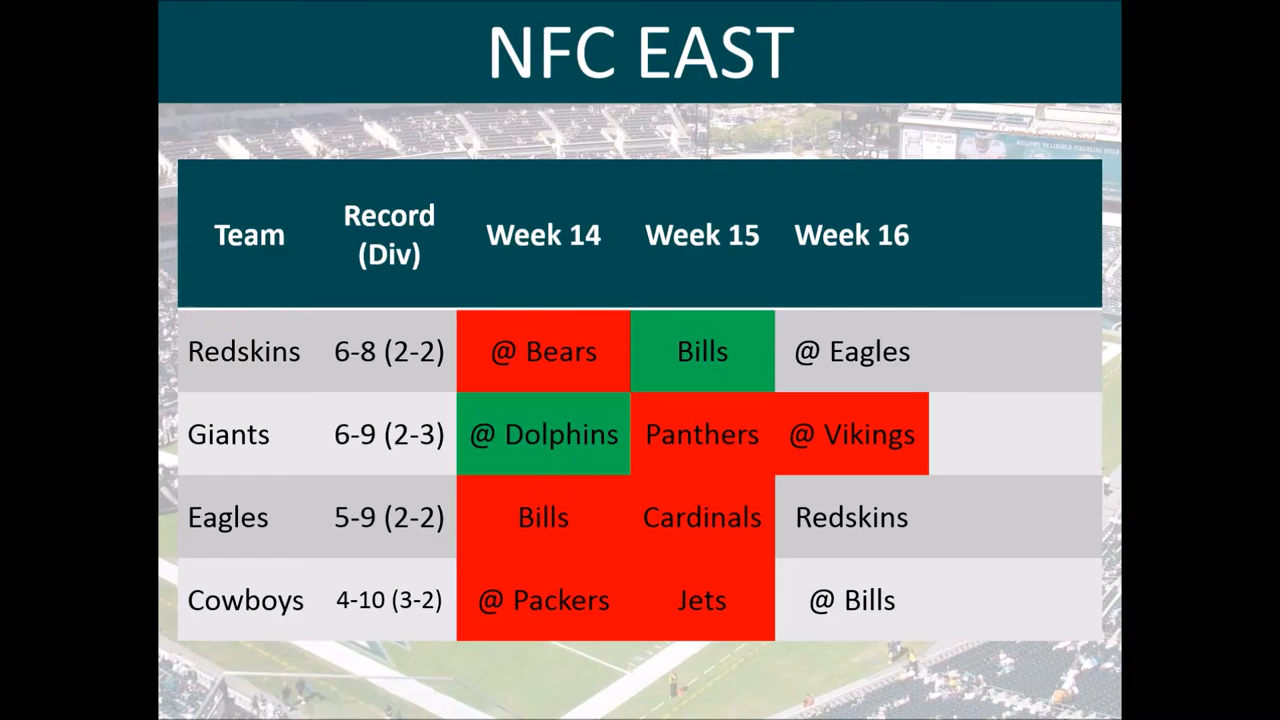 NFC EAST
Team Record (Div) Week 14 Week 15 Week 16
Redskins 6-8 (2-2) @ Bears Bills @ Eagles
Giants 6-9 (2-3) @ Dolphins Panthers @ Vikings
Eagles 5-9 (2-2) Bills Cardinals Redskins
Cowboys 4-10 (3-2) @ Packers Jets @ Bills